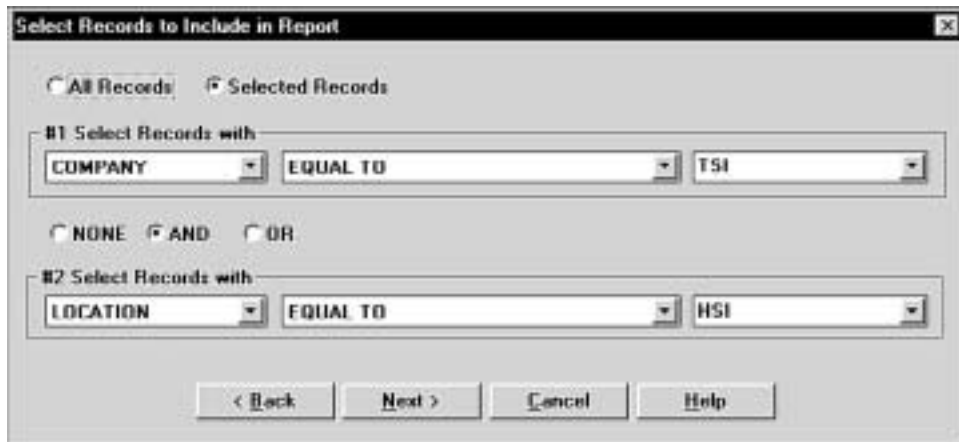 Select Records to Include in Report
All Records Selected Records
#1 Select Records with
COMPANY EQUAL TO TSI
NONE AND OR
#2 Select Records with
LOCATION EQUAL TO HSI
< Back Next > Cancel Help